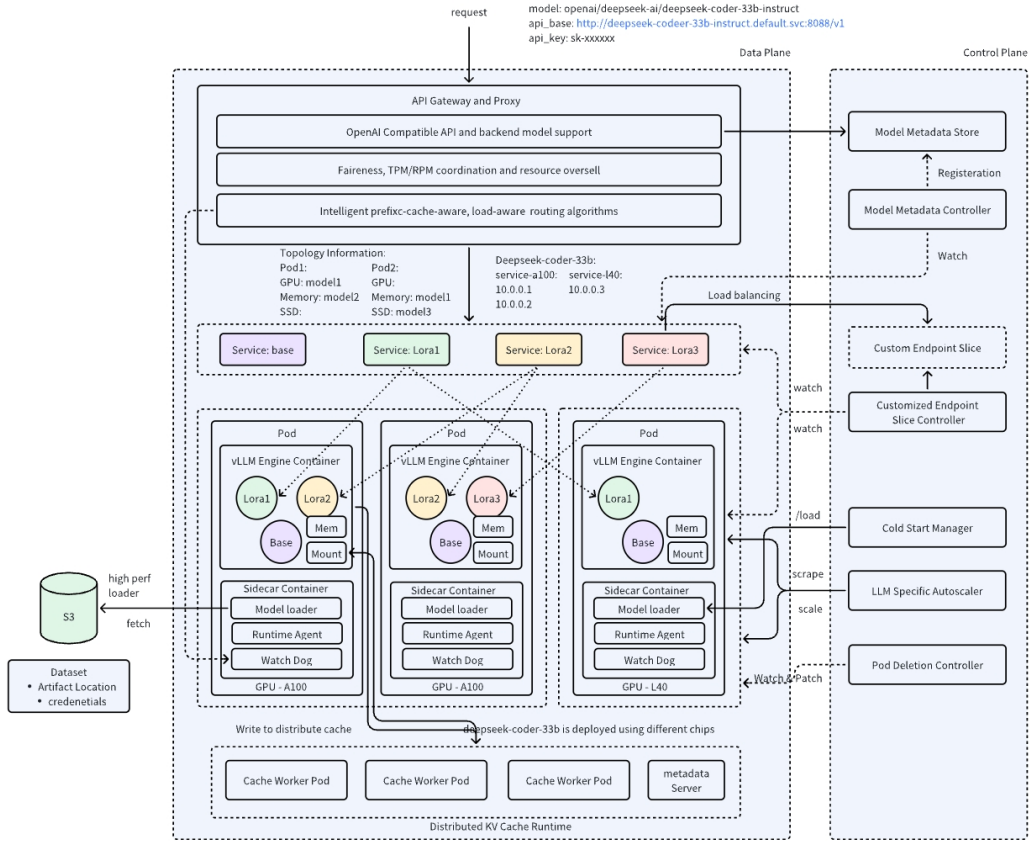 request
model: openai/deepseek-ai/deepseek-coder-33b-instruct
api_base: http://deepseek-codeer-33b-instruct.default.svc:8088/v1
api_key: sk-xxxxxx
Data Plane
Control Plane
API Gateway and Proxy
OpenAI Compatible API and backend model support
Faireness, TPM/RPM coordination and resource oversell
Intelligent prefixc-cache-aware, load-aware routing algorithms
Model Metadata Store
Registeration
Model Metadata Controller
Watch
Topology Information:
Pod1:
GPU: model1
Memory: model2
SSD:
Pod2:
GPU:
Memory: model1
SSD: model3
Deepseek-coder-33b:
service-a100:
10.0.0.1
10.0.0.2
service-l40:
10.0.0.3
Load balancing
Service: base
Service: Lora1
Service: Lora2
Service: Lora3
Custom Endpoint Slice
watch
Customized Endpoint
Slice Controller
watch
Pod
vLLM Engine Container
Lora1
Lora2
Base
Mem
Mount
Sidecar Container
Model loader
Runtime Agent
Watch Dog
GPU - A100
Pod
vLLM Engine Container
Lora2
Lora3
Base
Mem
Mount
Sidecar Container
Model loader
Runtime Agent
Watch Dog
GPU - A100
Pod
vLLM Engine Container
Lora1
Base
Mem
Mount
Sidecar Container
Model loader
Runtime Agent
Watch Dog
GPU - L40
/load
Cold Start Manager
scrape
LLM Specific Autoscaler
scale
Pod Deletion Controller
Watch & Patch
high perf
loader
fetch
S3
Dataset
• Artifact Location
• credenetials
Write to distribute cache
deepseek-coder-33b is deployed using different chips
Cache Worker Pod
Cache Worker Pod
Cache Worker Pod
metadata
Server
Distributed KV Cache Runtime